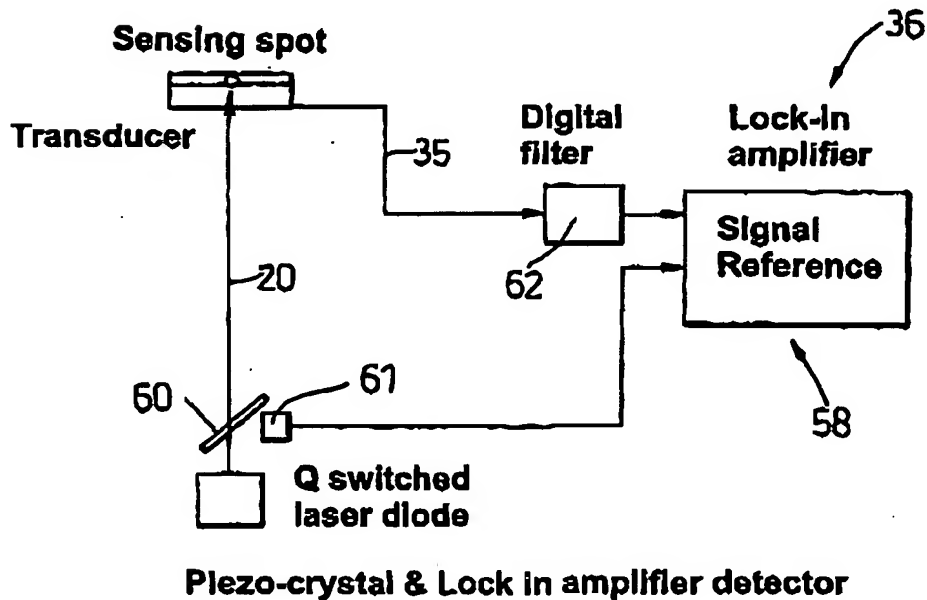 36
Sensing spot
Transducer
35
Digital
filter
Lock-in
amplifier
Signal
Reference
62
20
60
61
58
Q switched
laser diode
Piezo-crystal & Lock in amplifier detector